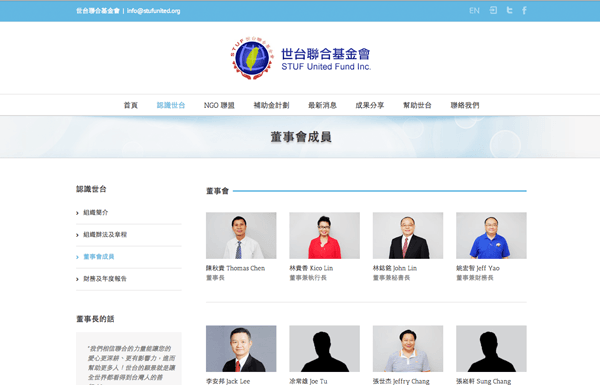 世台聯合基金會 | info@stufunited.org
EN
STUF
世台聯合基金會
STUF United Fund Inc.
首頁 認識世台 NGO 聯盟 補助金計劃 最新消息 成果分享 幫助世台 聯絡我們
董事會成員
認識世台
組織簡介
組織辦法及章程
董事會成員
財務及年度報告
董事長的話
"我們相信聯合的力量能讓您的
愛心更深耕、更有影響力，進而
幫助更多人！世台的願景就是讓
全世界都看得到台灣人的善
董事會
陳秋貴 Thomas Chen
董事長
林貴香 Kico Lin
董事兼執行長
林銘銘 John Lin
董事兼秘書長
姚宏智 Jeff Yao
董事兼財務長
李安邦 Jack Lee
凃常雄 Joe Tu
張世杰 Jeffry Chang
張崧軒 Sung Chang